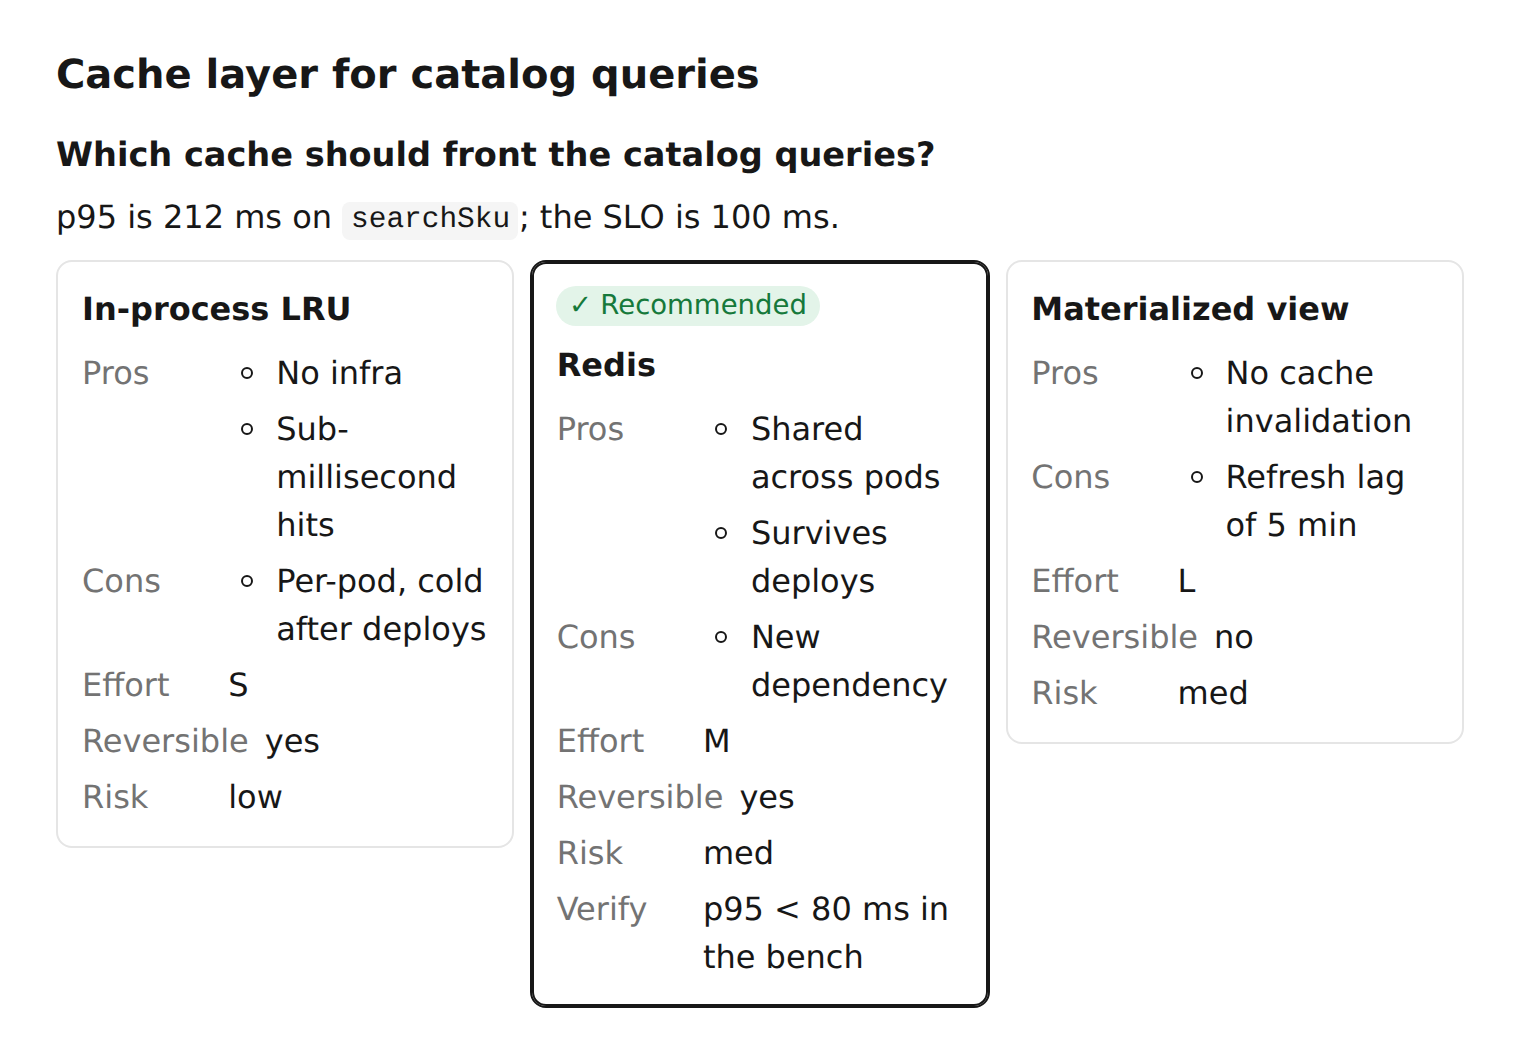 Cache layer for catalog queries
Which cache should front the catalog queries?
p95 is 212 ms on searchSku; the SLO is 100 ms.
In-process LRU
Pros
No infra
Sub-
millisecond
hits
Cons
Per-pod, cold
after deploys
Effort S
Reversible yes
Risk low
✓ Recommended
Redis
Pros
Shared
across pods
Survives
deploys
Cons
New
dependency
Effort M
Reversible yes
Risk med
Verify p95 < 80 ms in
the bench
Materialized view
Pros
No cache
invalidation
Cons
Refresh lag
of 5 min
Effort L
Reversible no
Risk med